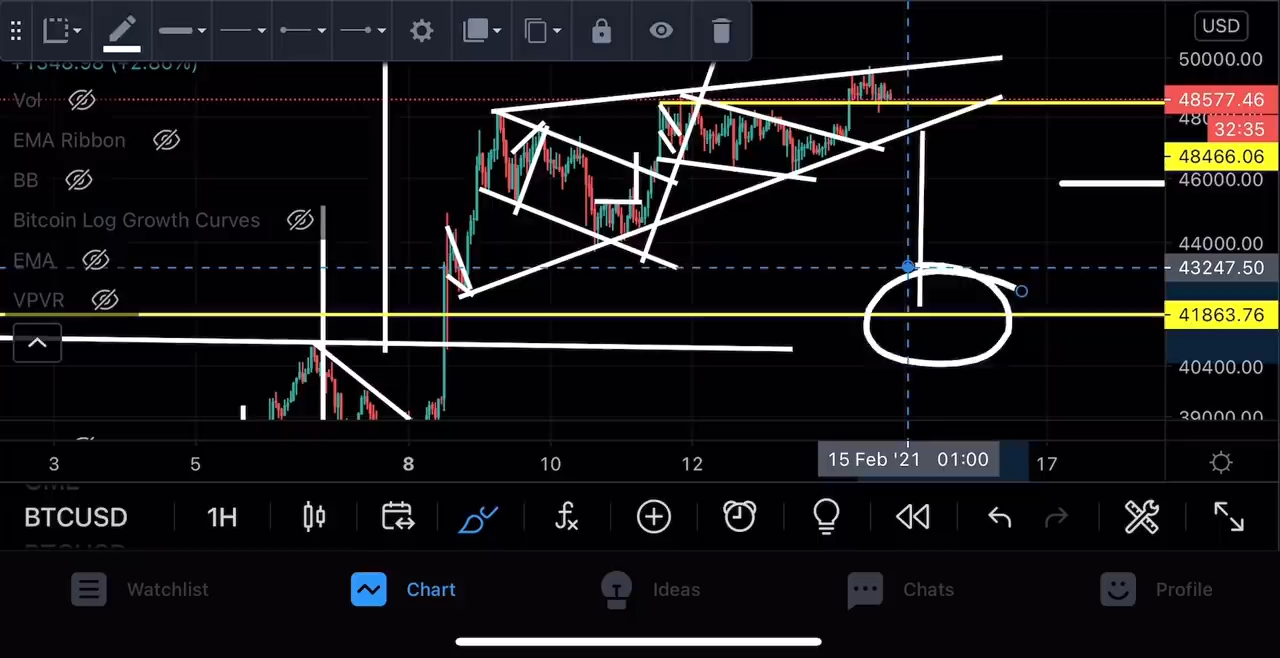 USD
+1348.98 (+2.86%)
50000.00
Vol
48577.46
32:35
EMA Ribbon
48466.06
BB
46000.00
Bitcoin Log Growth Curves
44000.00
EMA
43247.50
VPVR
41863.76
40400.00
39000.00
3 5 8 10 12 15 Feb '21 01:00 17
BTCUSD 1H
Watchlist Chart Ideas Chats Profile